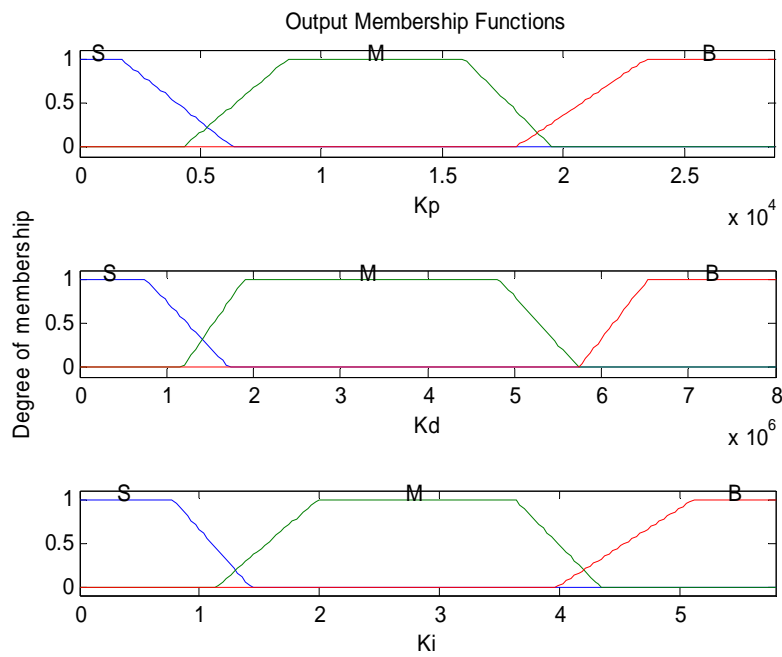 Output Membership Functions
Degree of membership
S M B
1
0.5
0
0 0.5 1 1.5 2 2.5
Kp
x 10^4
S M B
1
0.5
0
0 1 2 3 4 5 6 7 8
Kd
x 10^6
S M B
1
0.5
0
0 1 2 3 4 5
Ki